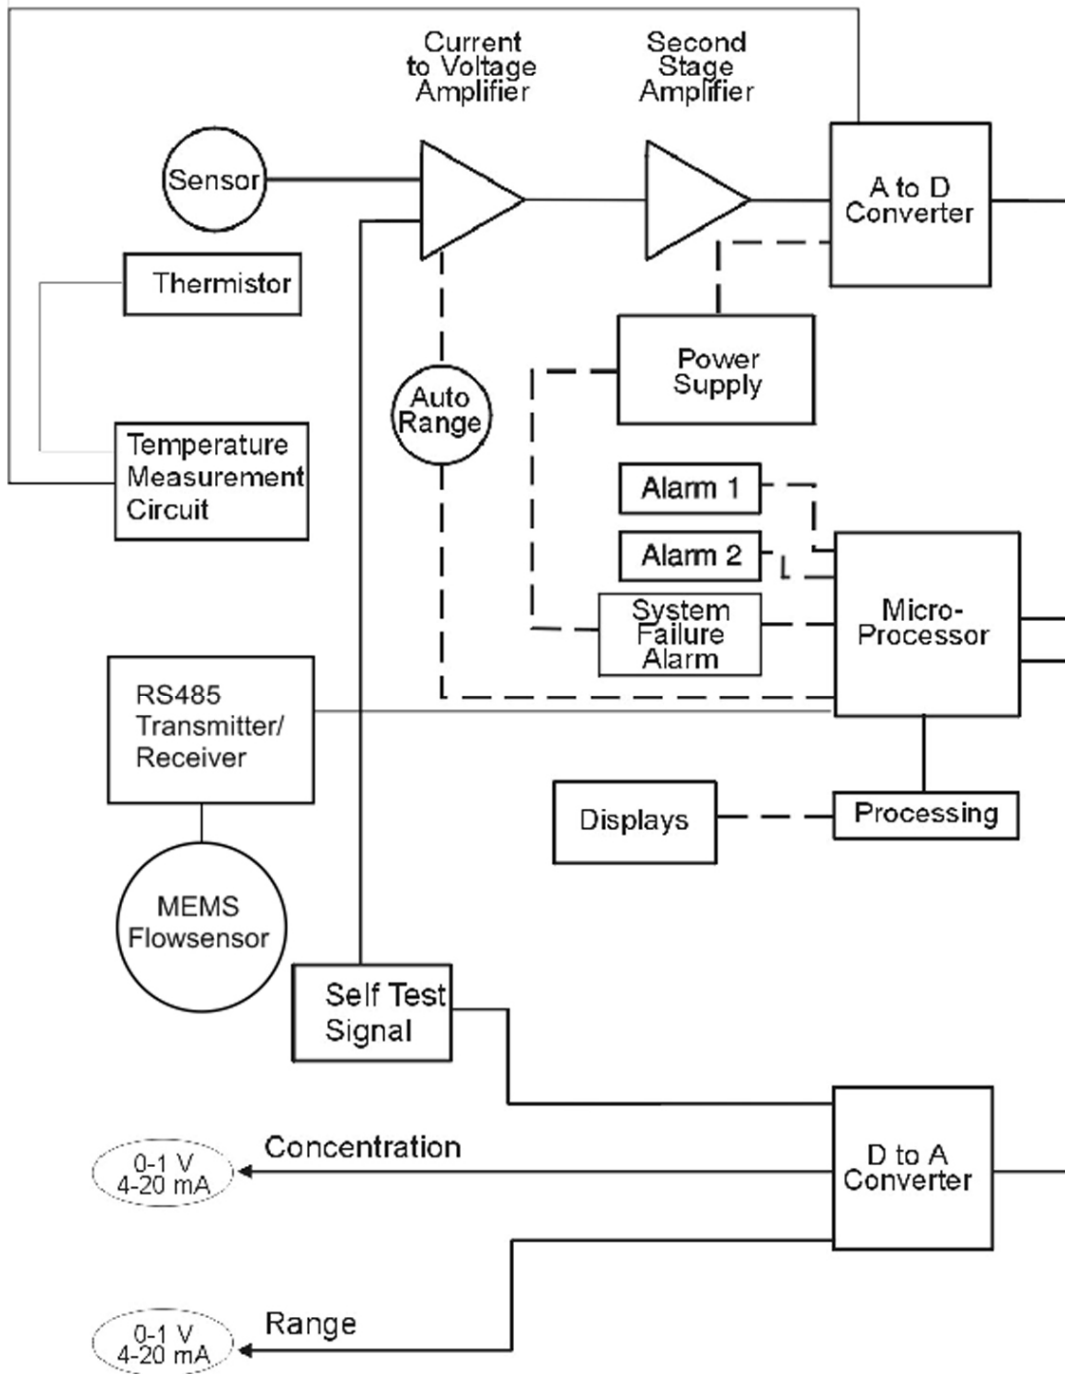 Current
to Voltage
Amplifier
Second
Stage
Amplifier
Sensor
A to D
Converter
Thermistor
Power
Supply
Auto
Range
Temperature
Measurement
Circuit
Alarm 1
Alarm 2
System
Failure
Alarm
Micro-
Processor
RS485
Transmitter/
Receiver
Displays
Processing
MEMS
Flowsensor
Self Test
Signal
Concentration
0-1 V
4-20 mA
D to A
Converter
Range
0-1 V
4-20 mA